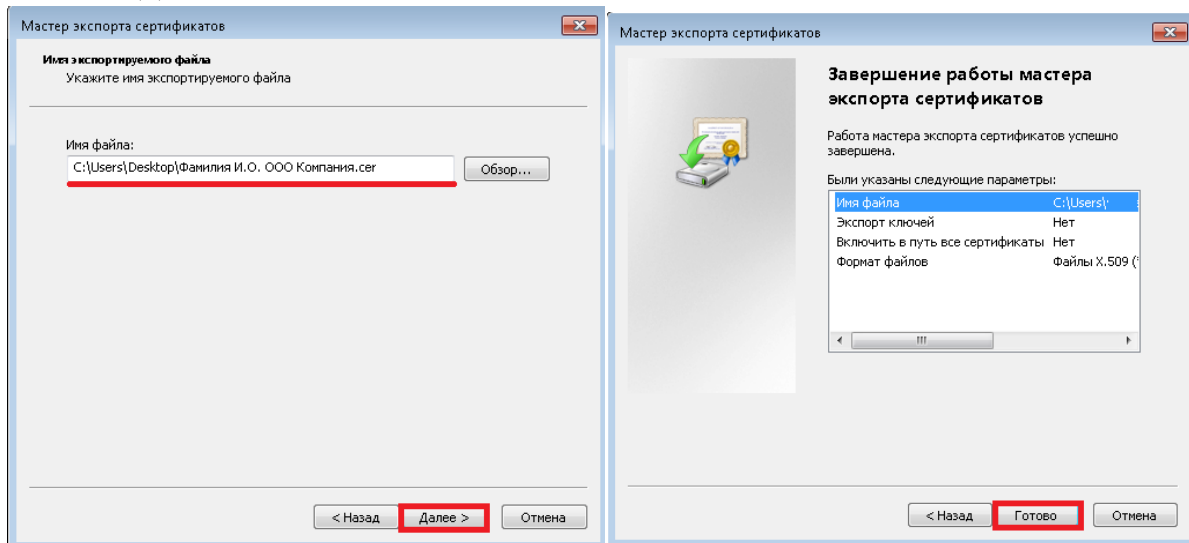 Мастер экспорта сертификатов
Имя экспортируемого файла
Укажите имя экспортируемого файла
Имя файла:
C:\Users\Desktop\Фамилия И.О. ООО Компания.cer
Обзор...
< Назад
Далее >
Отмена
Мастер экспорта сертификатов
Завершение работы мастера
экспорта сертификатов
Работа мастера экспорта сертификатов успешно
завершена.
Были указаны следующие параметры:
Имя файла C:\Users\
Экспорт ключей Нет
Включить в путь все сертификаты Нет
Формат файлов Файлы X.509 (*
< Назад
Готово
Отмена